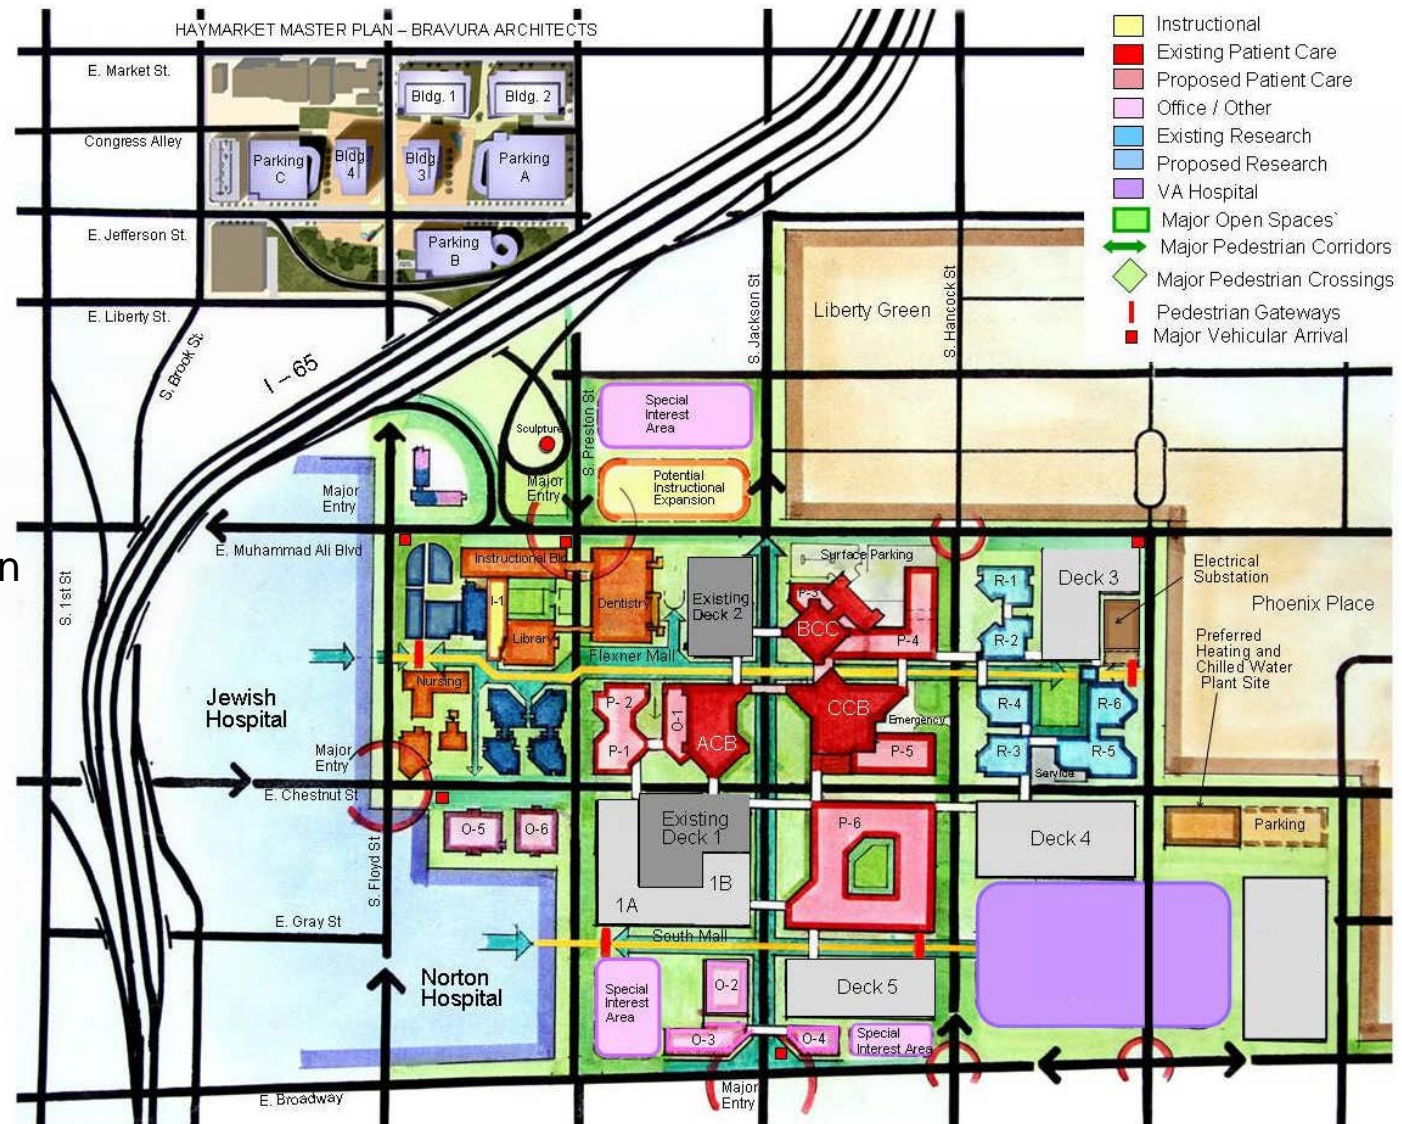 HAYMARKET MASTER PLAN – BRAVURA ARCHITECTS
E. Market St.
Bldg. 1
Bldg. 2
Congress Alley
Parking
C
Bldg.
4
Bldg.
3
Parking
A
E. Jefferson St.
Parking
B
E. Liberty St.
S. Brook St.
I – 65
Instructional
Existing Patient Care
Proposed Patient Care
Office / Other
Existing Research
Proposed Research
VA Hospital
Major Open Spaces`
Major Pedestrian Corridors
Major Pedestrian Crossings
Pedestrian Gateways
Major Vehicular Arrival
S. Jackson St
S. Hancock St
Liberty Green
S. Preston St
Special
Interest
Area
Sculpture
Potential
Instructional
Expansion
Major
Entry
Major
Entry
n
E. Muhammad Ali Blvd
S. 1st St
Instructional Bld
I-1
Library
Dentistry
Existing
Deck 2
Surface Parking
P-3
BCC
P-4
R-1
R-2
Deck 3
Electrical
Substation
Phoenix Place
Preferred
Heating and
Chilled Water
Plant Site
Flexner Mall
Nursing
Jewish
Hospital
P- 2
P-1
O-1
ACB
CCB
Emergency
P-5
R-4
R-3
R-6
R-5
Service
Major
Entry
E. Chestnut St
O-5
O-6
Existing
Deck 1
1B
1A
P-6
Deck 4
Parking
S. Floyd St
E. Gray St
South Mall
Norton
Hospital
Special
Interest
Area
O-2
O-3
O-4
Deck 5
Special
Interest Area
Major
Entry
E. Broadway